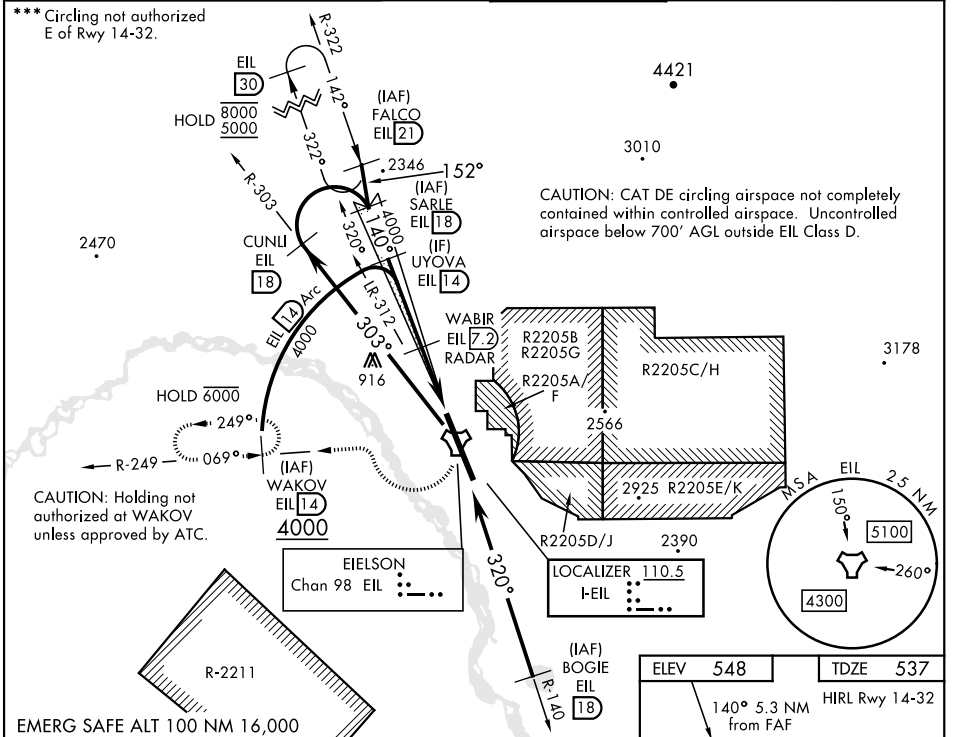 *** Circling not authorized
E of Rwy 14-32.
R-322
EIL
30
HOLD 8000
5000
142°
322°
(IAF)
FALCO
EIL 21
2346
152°
(IAF)
SARLE
EIL 18
4421
3010
CAUTION: CAT DE circling airspace not completely
contained within controlled airspace. Uncontrolled
airspace below 700' AGL outside EIL Class D.
R-303
2470
CUNLI
EIL
18
320°
140°
4000
(IF)
UYOVA
EIL 14
EIL 14 Arc
4000
LR-312
303°
916
WABIR
EIL 7.2
RADAR
R2205B
R2205G
R2205A/
F
R2205C/H
3178
2566
HOLD 6000
249°
R-249
069°
(IAF)
WAKOV
EIL 14
4000
CAUTION: Holding not
authorized at WAKOV
unless approved by ATC.
2925 R2205E/K
R2205D/J
2390
MSA EIL 25 NM
150°
5100
260°
4300
EIELSON
Chan 98 EIL
320°
LOCALIZER 110.5
I-EIL
R-2211
(IAF)
BOGIE
EIL
18
R-140
EMERG SAFE ALT 100 NM 16,000
ELEV 548
TDZE 537
HIRL Rwy 14-32
140° 5.3 NM
from FAF